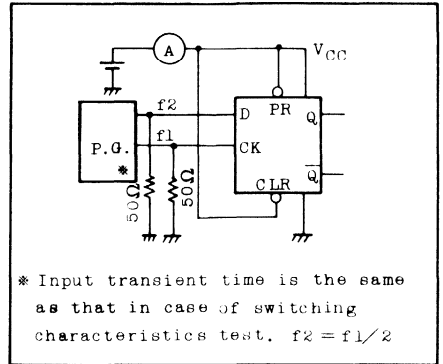 A
V_CC
f2
D
PR
Q
P.G.
*
f1
CK
50Ω
50Ω
CLR
Q̅
* Input transient time is the same
as that in case of switching
characteristics test. f2 = f1/2